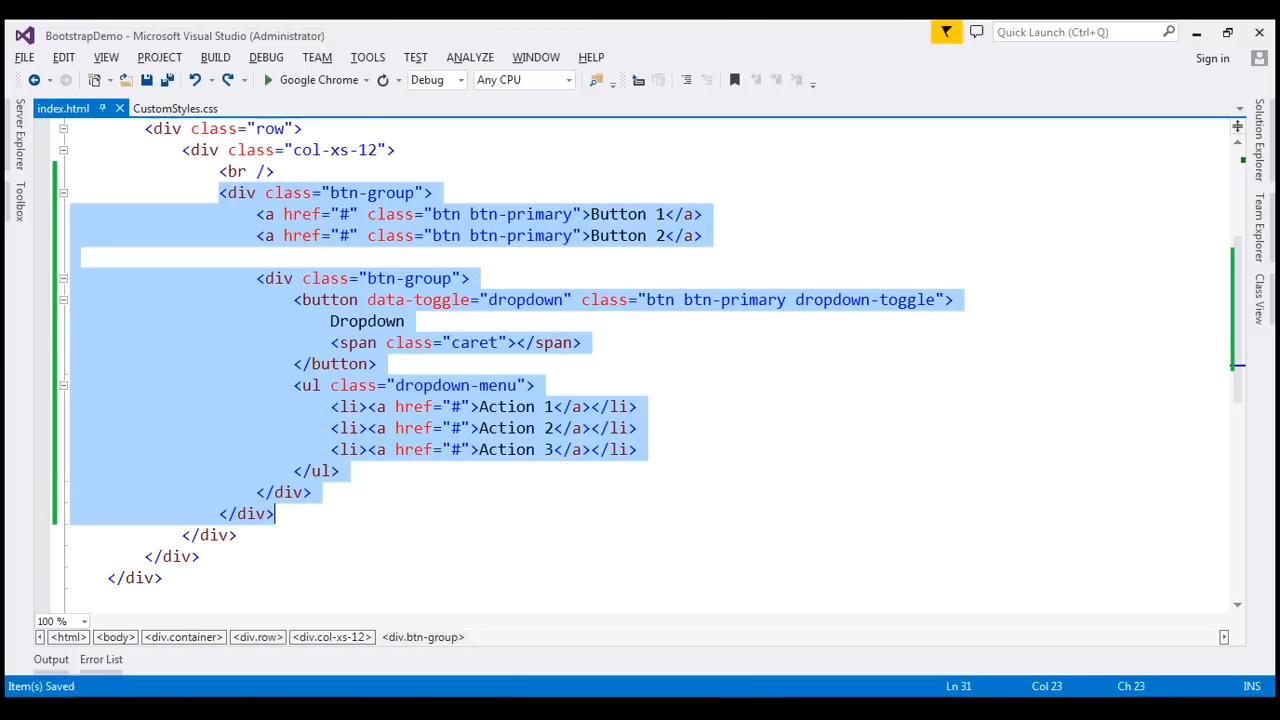 BootstrapDemo - Microsoft Visual Studio (Administrator)
Quick Launch (Ctrl+Q)
FILE EDIT VIEW PROJECT BUILD DEBUG TEAM TOOLS TEST ANALYZE WINDOW HELP
Sign in
Google Chrome Debug Any CPU
index.html CustomStyles.css
Server Explorer
Toolbox
<div class="row">
<div class="col-xs-12">
<br />
<div class="btn-group">
<a href="#" class="btn btn-primary">Button 1</a>
<a href="#" class="btn btn-primary">Button 2</a>
<div class="btn-group">
<button data-toggle="dropdown" class="btn btn-primary dropdown-toggle">
Dropdown
<span class="caret"></span>
</button>
<ul class="dropdown-menu">
<li><a href="#">Action 1</a></li>
<li><a href="#">Action 2</a></li>
<li><a href="#">Action 3</a></li>
</ul>
</div>
</div>
</div>
</div>
</div>
Solution Explorer
Team Explorer
Class View
100 %
<html> <body> <div.container> <div.row> <div.col-xs-12> <div.btn-group>
Output Error List
Item(s) Saved Ln 31 Col 23 Ch 23 INS